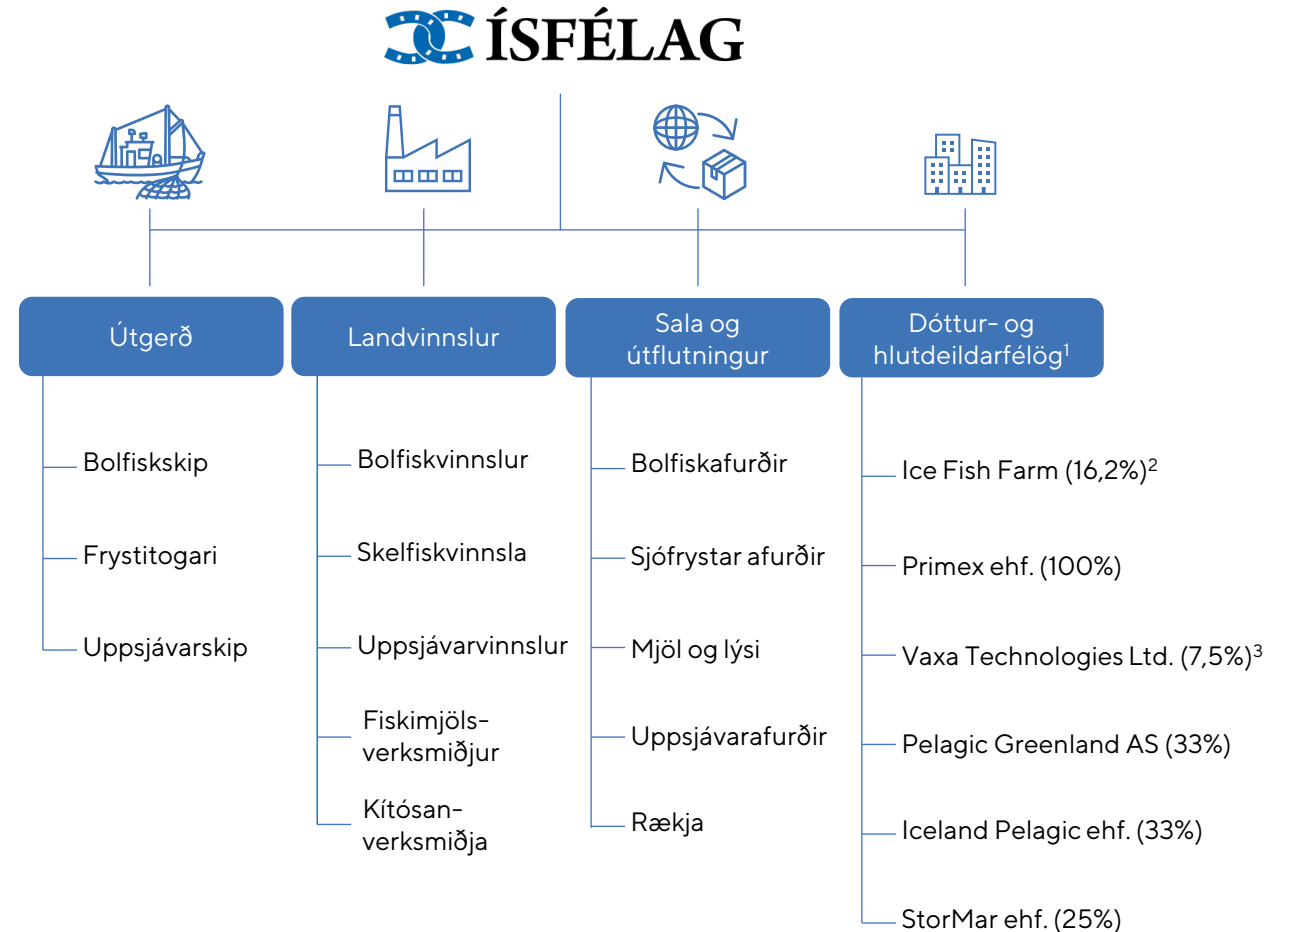 ÍSFÉLAG
Útgerð
Bolfiskskip
Frystitogari
Uppsjávarskip
Landvinnslur
Bolfiskvinnslur
Skelfiskvinnsla
Uppsjávarvinnslur
Fiskimjöls-
verksmiðjur
Kítósan-
verksmiðja
Sala og
útflutningur
Bolfiskafurðir
Sjófrystar afurðir
Mjöl og lýsi
Uppsjávarafurðir
Rækja
Dóttur- og
hlutdeildarfélög¹
Ice Fish Farm (16,2%)²
Primex ehf. (100%)
Vaxa Technologies Ltd. (7,5%)³
Pelagic Greenland AS (33%)
Iceland Pelagic ehf. (33%)
StorMar ehf. (25%)